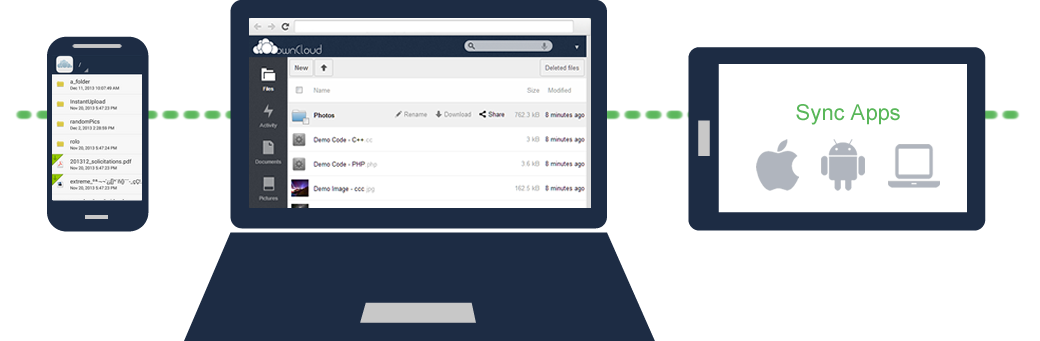 /
a_folder
Dec 11, 2013 10:07:49 AM
InstantUpload
Nov 20, 2013 5:47:23 PM
randomPics
Dec 2, 2013 2:28:59 PM
rolo
Nov 20, 2013 5:47:24 PM
201312_solicitations.pdf
Nov 20, 2013 5:47:23 PM
Nov 20, 2013 5:47:23 PM
ownCloud
Files
Activity
Documents
Pictures
New
Deleted files
Name Size Modified
Photos Rename Download Share 762.3 kB 8 minutes ago
Demo Code - C++.cc 3 kB 8 minutes ago
Demo Code - PHP.php 3.6 kB 8 minutes ago
Demo Image - ccc.jpg 162.5 kB 8 minutes ago
Sync Apps